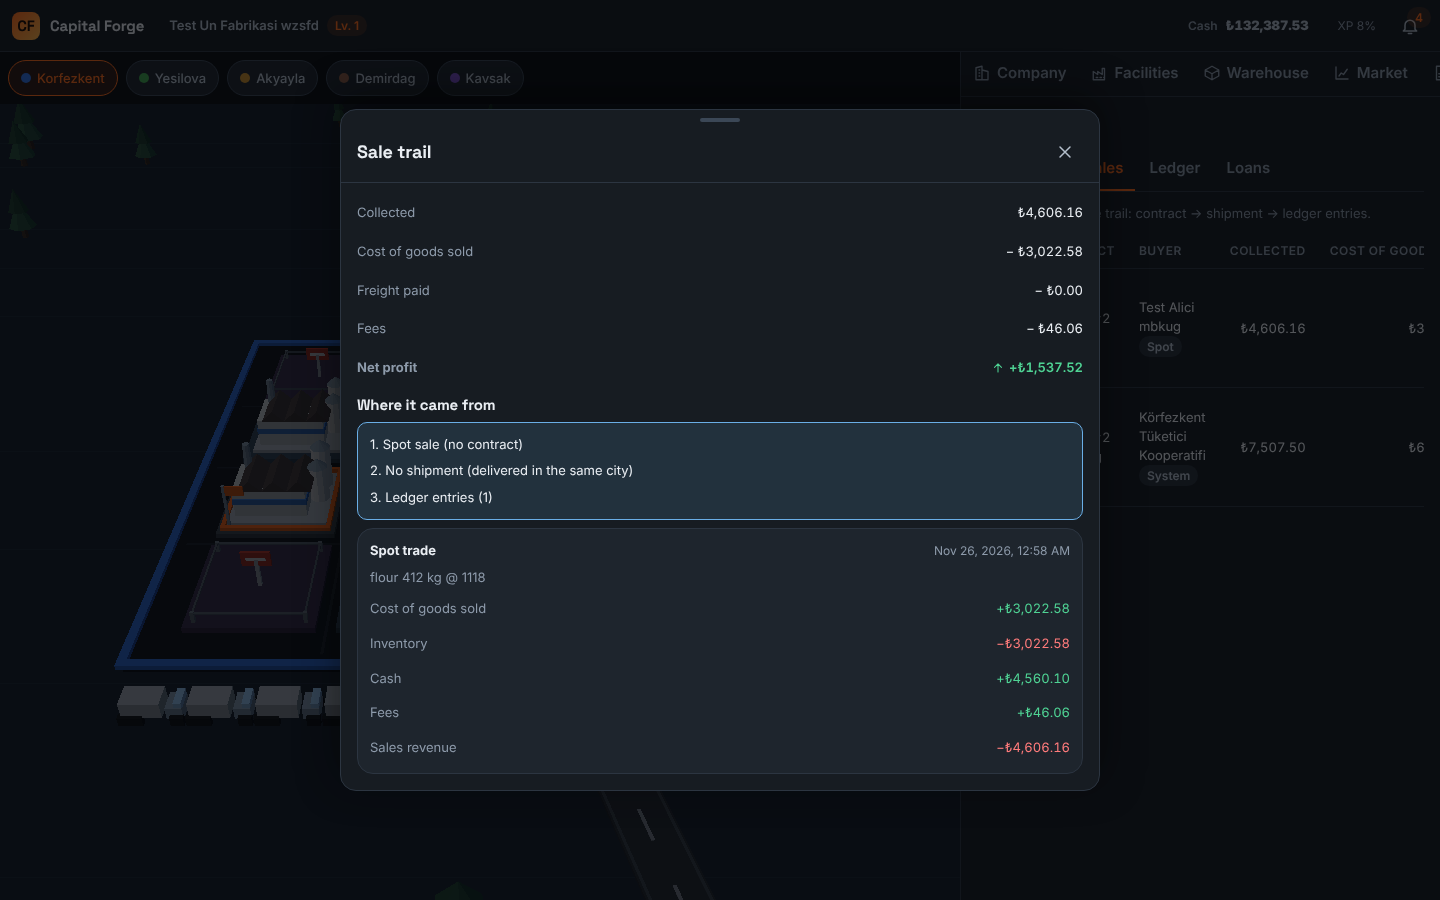 CF Capital Forge Test Un Fabrikasi wzsfd Lv. 1 Cash ₺132,387.53 XP 8% 4
Korfezkent Yesilova Akyayla Demirdag Kavsak
Company Facilities Warehouse Market
Sale trail
Ledger Loans
trail: contract → shipment → ledger entries.
BUYER COLLECTED
Collected ₺4,606.16
Cost of goods sold − ₺3,022.58
Freight paid − ₺0.00
Fees − ₺46.06
Net profit ↑ +₺1,537.52
Where it came from
1. Spot sale (no contract)
2. No shipment (delivered in the same city)
3. Ledger entries (1)
Spot trade Nov 26, 2026, 12:58 AM
flour 412 kg @ 1118
Cost of goods sold +₺3,022.58
Inventory −₺3,022.58
Cash +₺4,560.10
Fees +₺46.06
Sales revenue −₺4,606.16
2 Test Alici
mbkug
Spot
₺4,606.16 ₺3
2 Körfezkent
Tüketici
Kooperatifi
System
₺7,507.50 ₺6